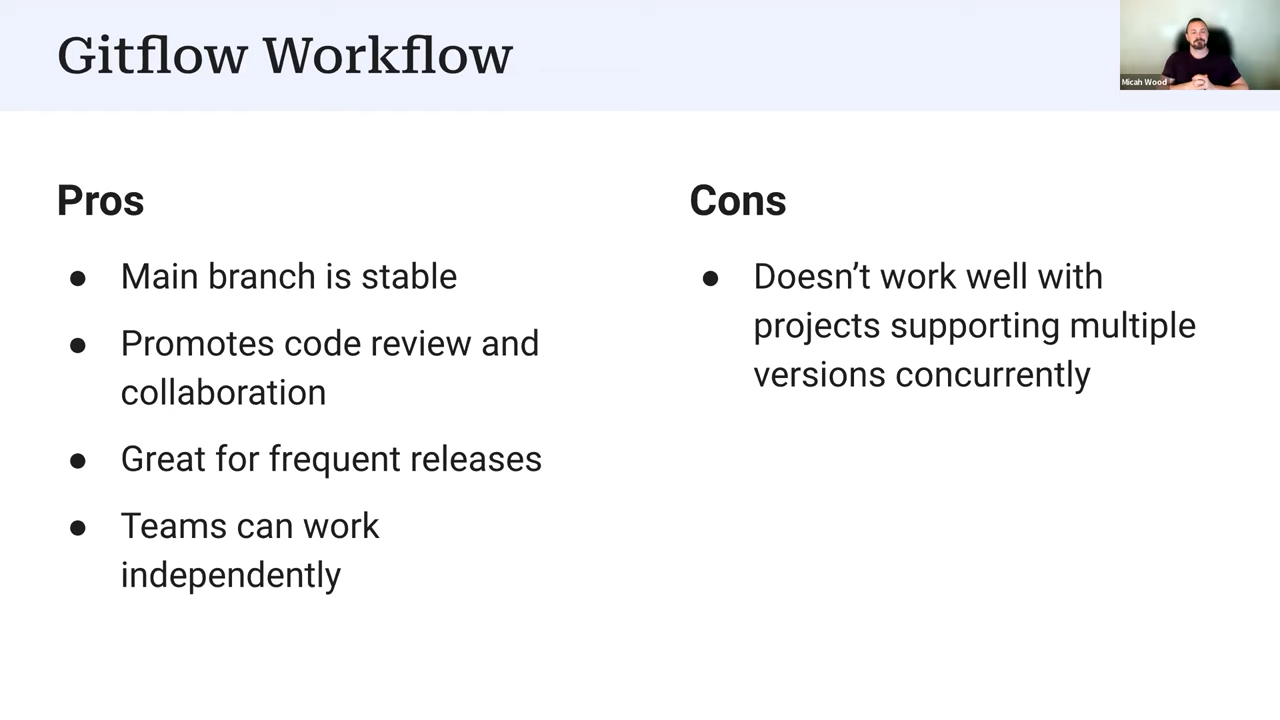 Gitflow Workflow
Micah Wood
Pros
● Main branch is stable
● Promotes code review and
collaboration
● Great for frequent releases
● Teams can work
independently
Cons
● Doesn’t work well with
projects supporting multiple
versions concurrently